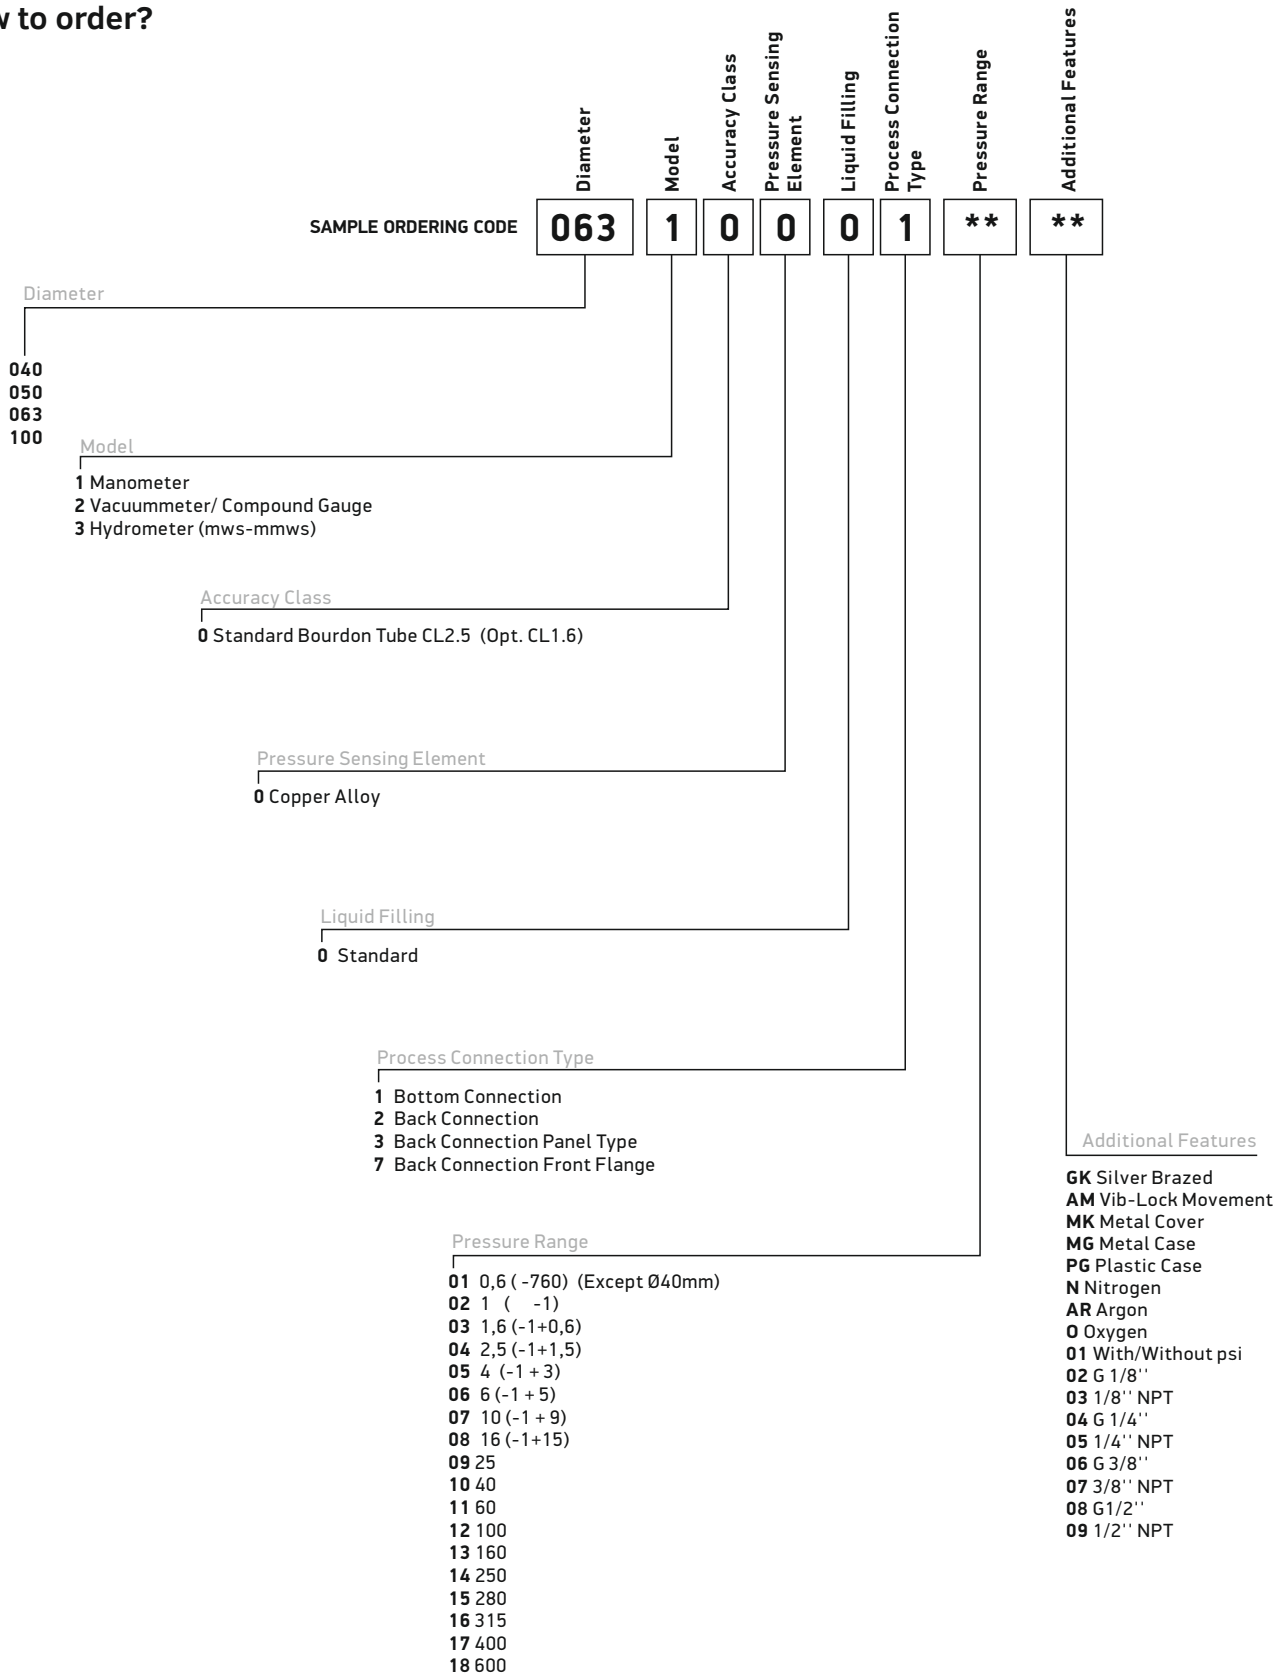 to order?
Diameter
Model
Accuracy Class
Pressure Sensing
Element
Liquid Filling
Process Connection
Type
Pressure Range
Additional Features
SAMPLE ORDERING CODE 063 1 0 0 0 1 ** **
Diameter
040
050
063
100
Model
1 Manometer
2 Vacuummeter/ Compound Gauge
3 Hydrometer (mws-mmws)
Accuracy Class
0 Standard Bourdon Tube CL2.5 (Opt. CL1.6)
Pressure Sensing Element
0 Copper Alloy
Liquid Filling
0 Standard
Process Connection Type
1 Bottom Connection
2 Back Connection
3 Back Connection Panel Type
7 Back Connection Front Flange
Pressure Range
01 0,6 ( -760) (Except Ø40mm)
02 1 ( -1)
03 1,6 (-1+0,6)
04 2,5 (-1+1,5)
05 4 (-1 + 3)
06 6 (-1 + 5)
07 10 (-1 + 9)
08 16 (-1+15)
09 25
10 40
11 60
12 100
13 160
14 250
15 280
16 315
17 400
18 600
Additional Features
GK Silver Brazed
AM Vib-Lock Movement
MK Metal Cover
MG Metal Case
PG Plastic Case
N Nitrogen
AR Argon
O Oxygen
01 With/Without psi
02 G 1/8''
03 1/8'' NPT
04 G 1/4''
05 1/4'' NPT
06 G 3/8''
07 3/8'' NPT
08 G1/2''
09 1/2'' NPT